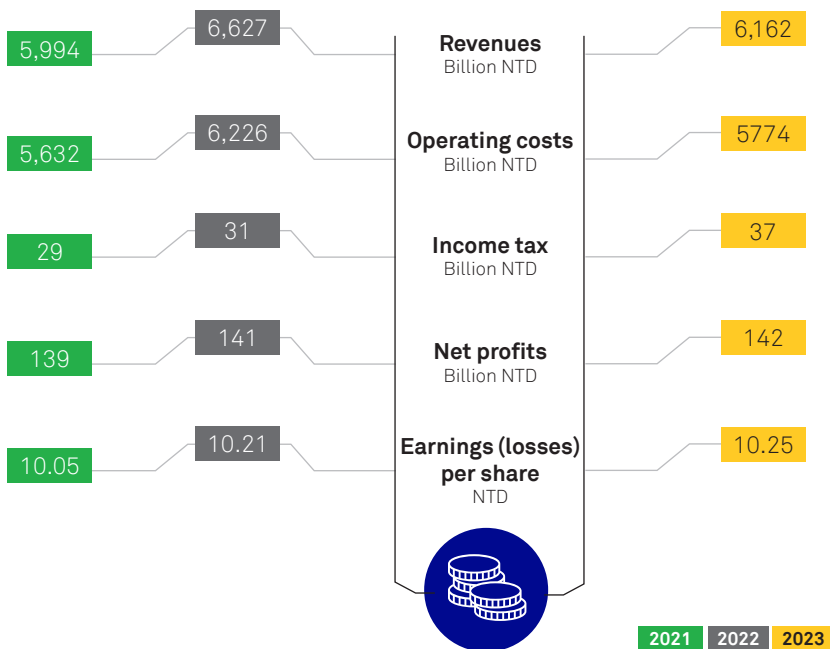 5,994
6,627
Revenues
Billion NTD
6,162
5,632
6,226
Operating costs
Billion NTD
5774
29
31
Income tax
Billion NTD
37
139
141
Net profits
Billion NTD
142
10.05
10.21
Earnings (losses)
per share
NTD
10.25
2021 2022 2023